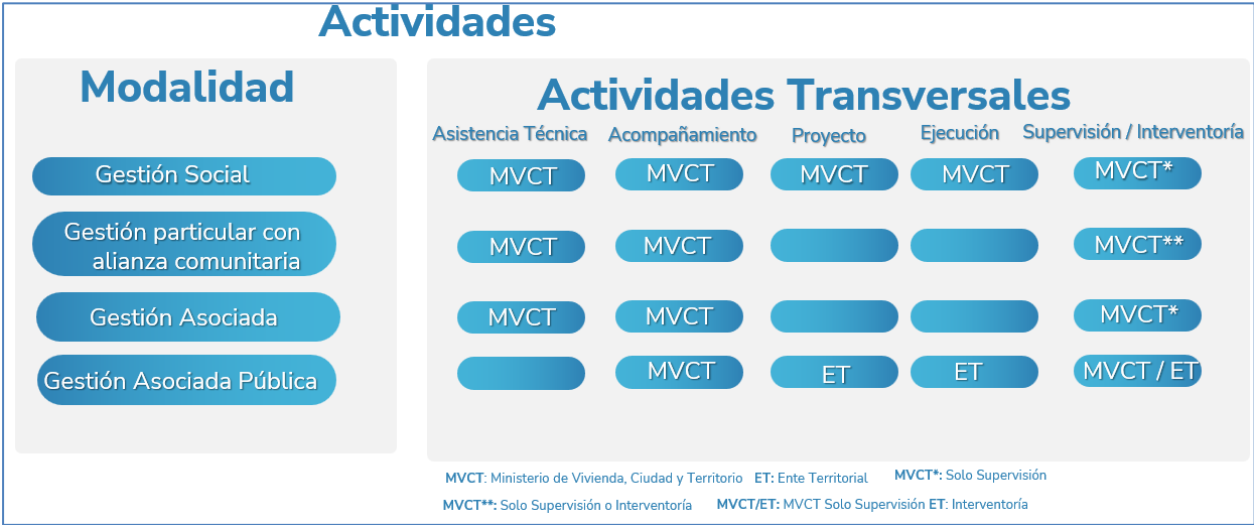 Actividades
Modalidad
Actividades Transversales
Asistencia Técnica Acompañamiento Proyecto Ejecución Supervisión / Interventoría
Gestión Social MVCT MVCT MVCT MVCT MVCT*
Gestión particular con
alianza comunitaria MVCT MVCT MVCT**
Gestión Asociada MVCT MVCT MVCT*
Gestión Asociada Pública MVCT ET ET MVCT / ET
MVCT: Ministerio de Vivienda, Ciudad y Territorio ET: Ente Territorial MVCT*: Solo Supervisión
MVCT**: Solo Supervisión o Interventoría MVCT/ET: MVCT Solo Supervisión ET: Interventoría